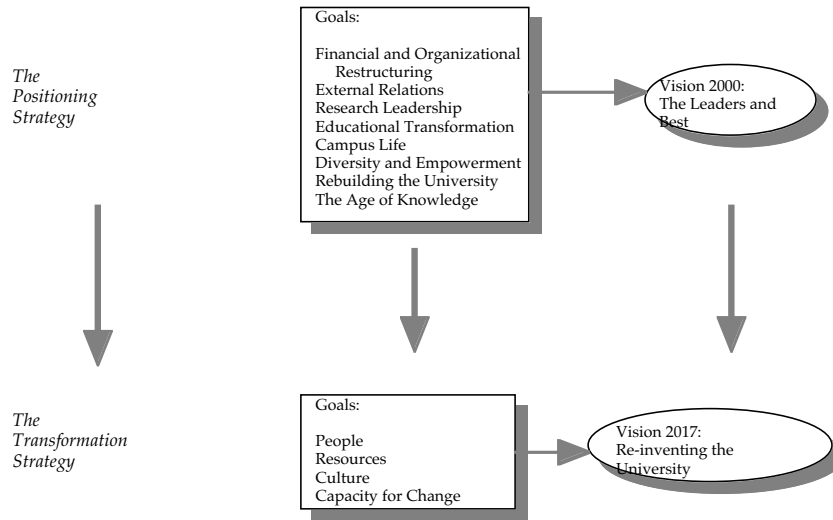 The
Positioning
Strategy
Goals:
Financial and Organizational
Restructuring
External Relations
Research Leadership
Educational Transformation
Campus Life
Diversity and Empowerment
Rebuilding the University
The Age of Knowledge
Vision 2000:
The Leaders and
Best
The
Transformation
Strategy
Goals:
People
Resources
Culture
Capacity for Change
Vision 2017:
Re-inventing the
University